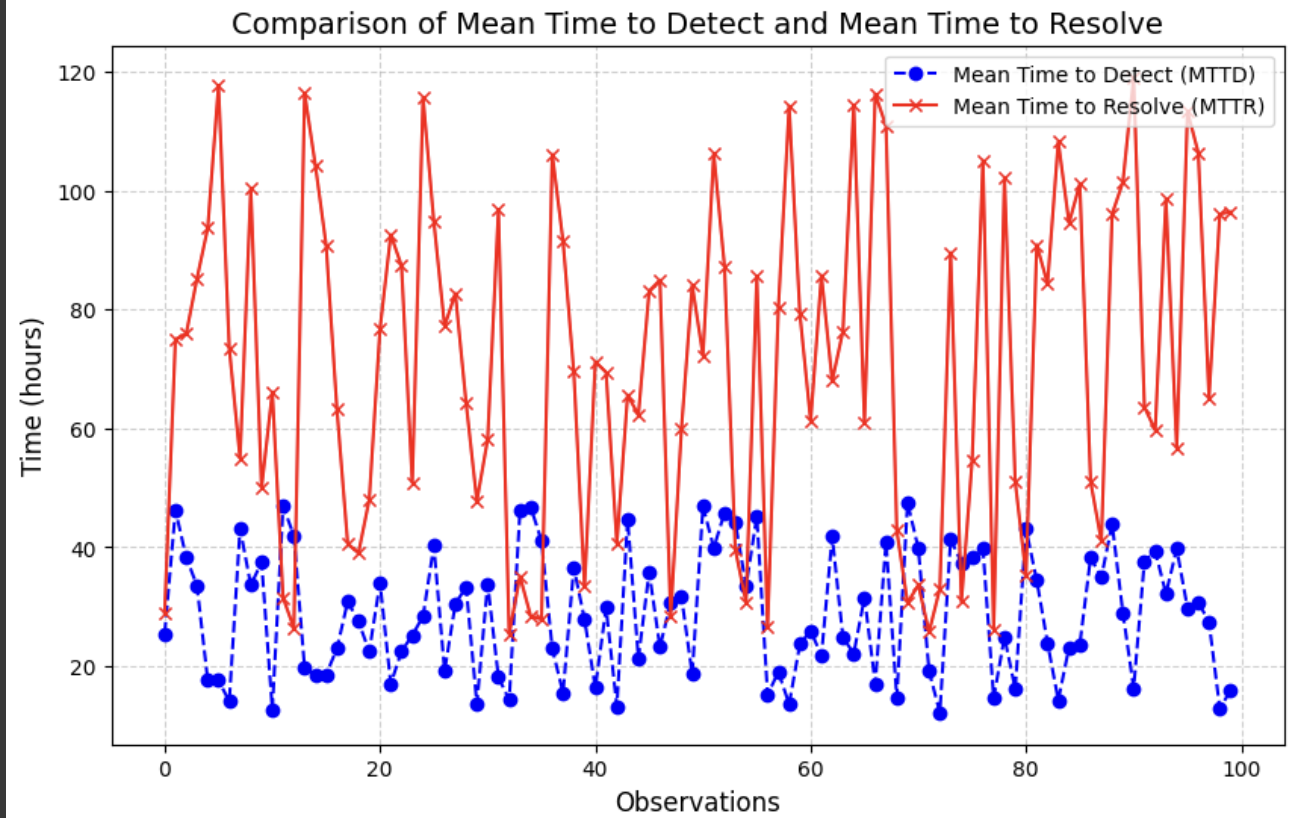 Comparison of Mean Time to Detect and Mean Time to Resolve
Mean Time to Detect (MTTD)
Mean Time to Resolve (MTTR)
120
100
80
60
40
20
Time (hours)
0
20
40
60
80
100
Observations